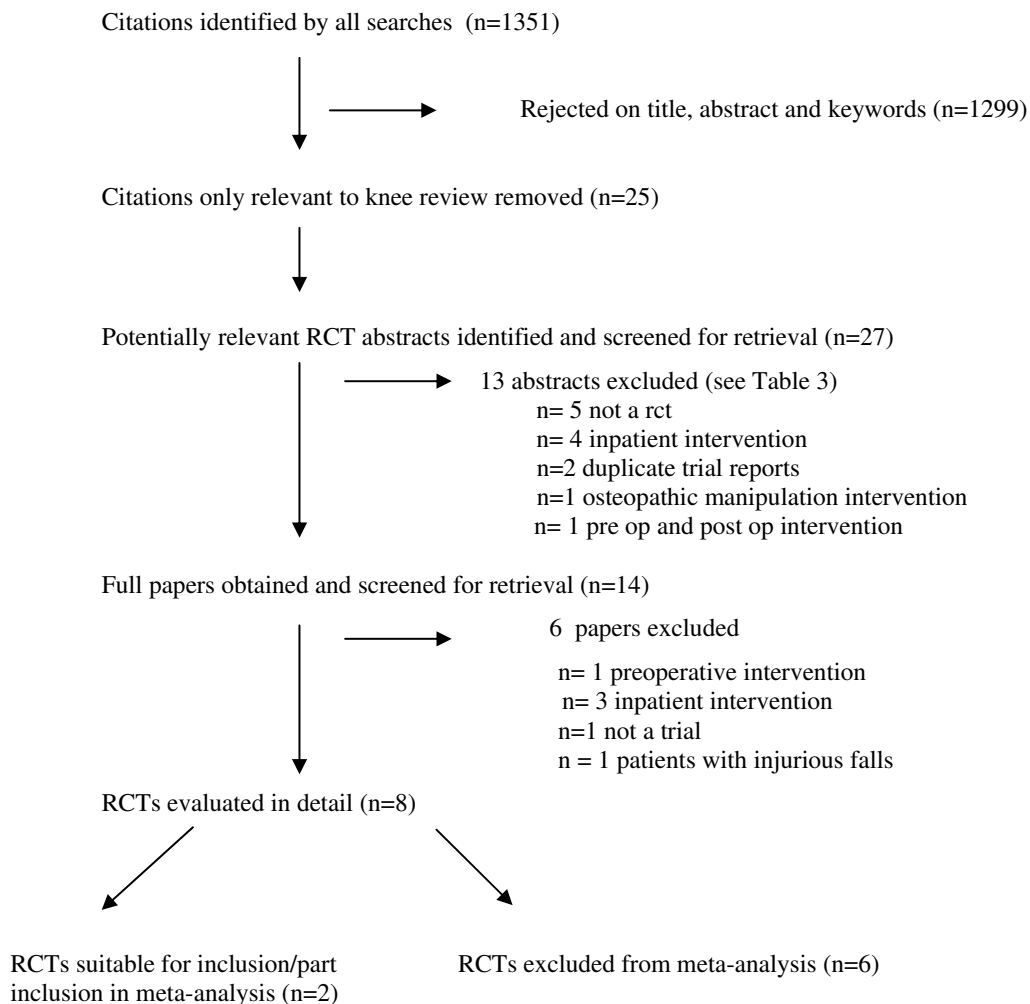 Citations identified by all searches (n=1351)
Rejected on title, abstract and keywords (n=1299)
Citations only relevant to knee review removed (n=25)
Potentially relevant RCT abstracts identified and screened for retrieval (n=27)
13 abstracts excluded (see Table 3)
n= 5 not a rct
n= 4 inpatient intervention
n=2 duplicate trial reports
n=1 osteopathic manipulation intervention
n= 1 pre op and post op intervention
Full papers obtained and screened for retrieval (n=14)
6 papers excluded
n= 1 preoperative intervention
n= 3 inpatient intervention
n=1 not a trial
n = 1 patients with injurious falls
RCTs evaluated in detail (n=8)
RCTs suitable for inclusion/part
inclusion in meta-analysis (n=2)
RCTs excluded from meta-analysis (n=6)